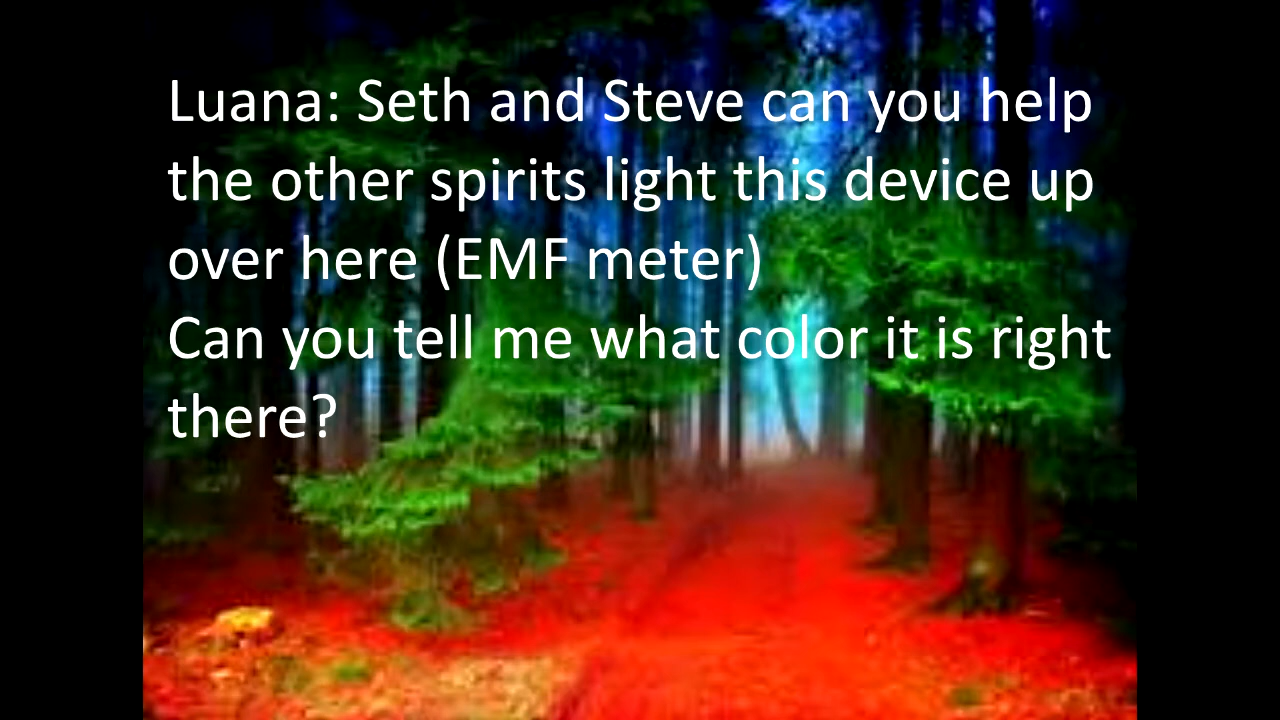 Luana: Seth and Steve can you help
the other spirits light this device up
over here (EMF meter)
Can you tell me what color it is right
there?